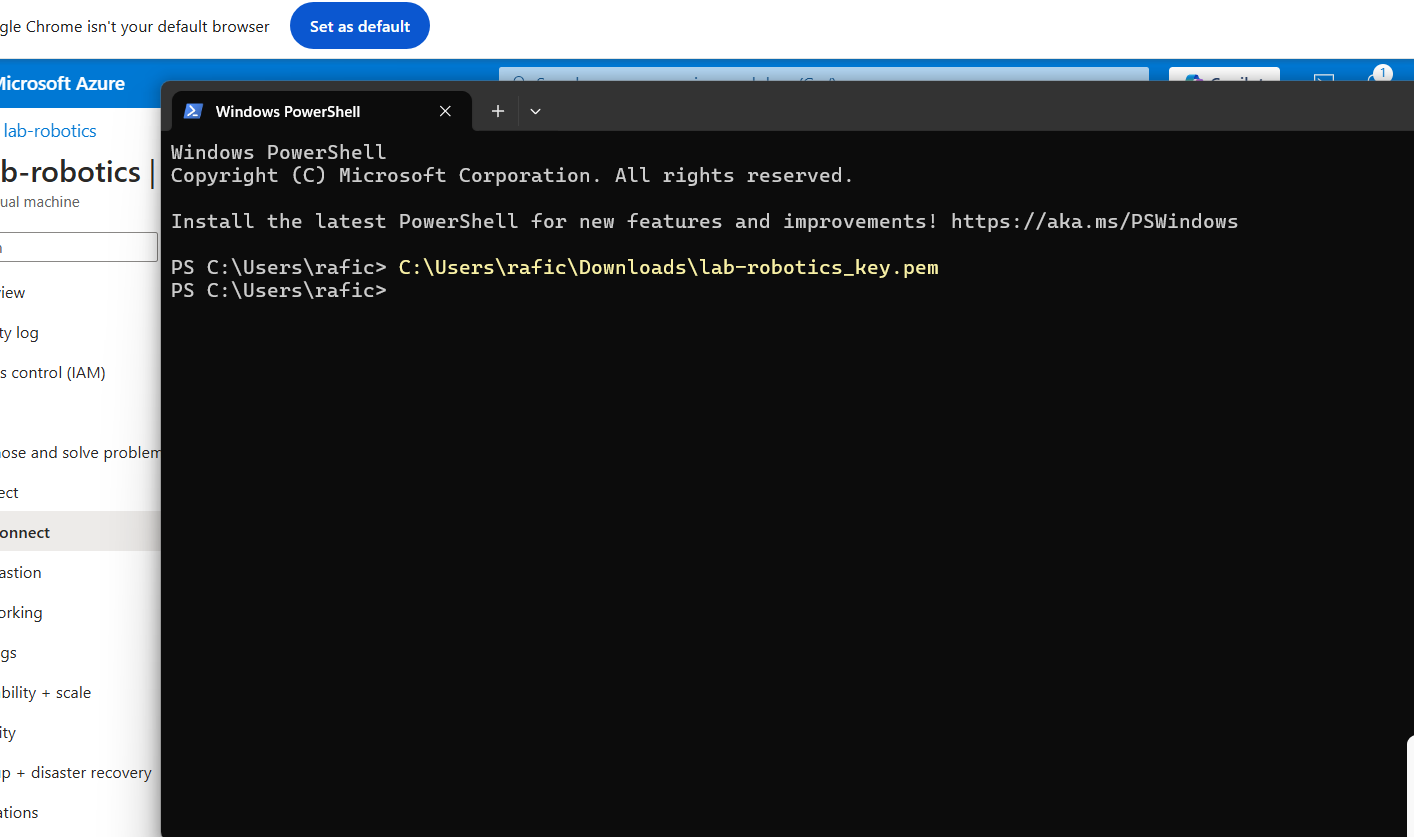 gle Chrome isn't your default browser
Set as default
Microsoft Azure
1
lab-robotics
b-robotics |
ual machine
Windows PowerShell
Windows PowerShell
Copyright (C) Microsoft Corporation. All rights reserved.
Install the latest PowerShell for new features and improvements! https://aka.ms/PSWindows
PS C:\Users\rafic> C:\Users\rafic\Downloads\lab-robotics_key.pem
PS C:\Users\rafic>
iew
ty log
s control (IAM)
ose and solve problem
ect
onnect
astion
orking
gs
bility + scale
ity
p + disaster recovery
ations